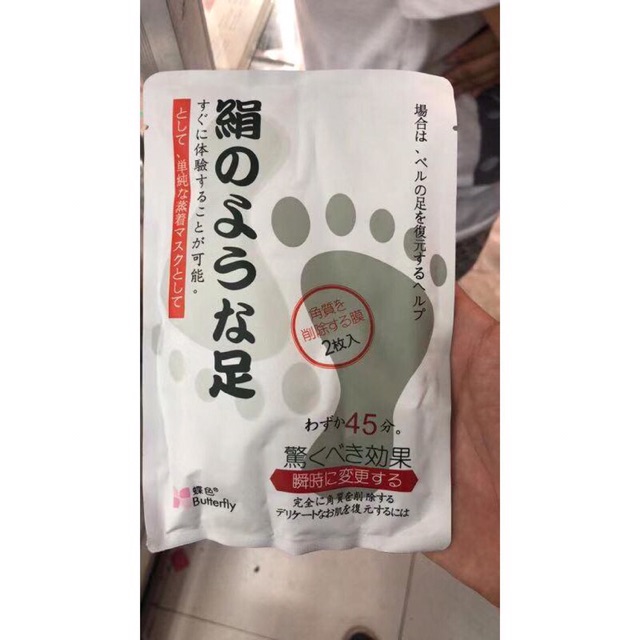 場合は、ベルの足を復元するヘルプ
絹のような足
すぐに体験することが可能。
として、単純な蒸着マスクとして
角質を
削除する膜
2枚入
わずか45分。
驚くべき効果
瞬時に変更する
完全に角質を削除する
デリケートなお肌を復元するには
蝶色®
Butterfly